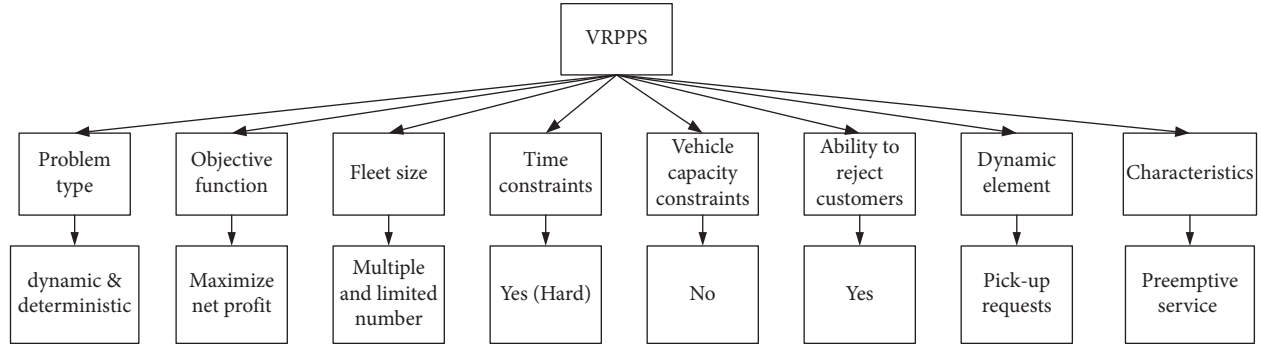 VRPPS
Problem
type
Objective
function
Fleet size
Time
constraints
Vehicle
capacity
constraints
Ability to
reject
customers
Dynamic
element
Characteristics
dynamic &
deterministic
Maximize
net profit
Multiple
and limited
number
Yes (Hard)
No
Yes
Pick-up
requests
Preemptive
service